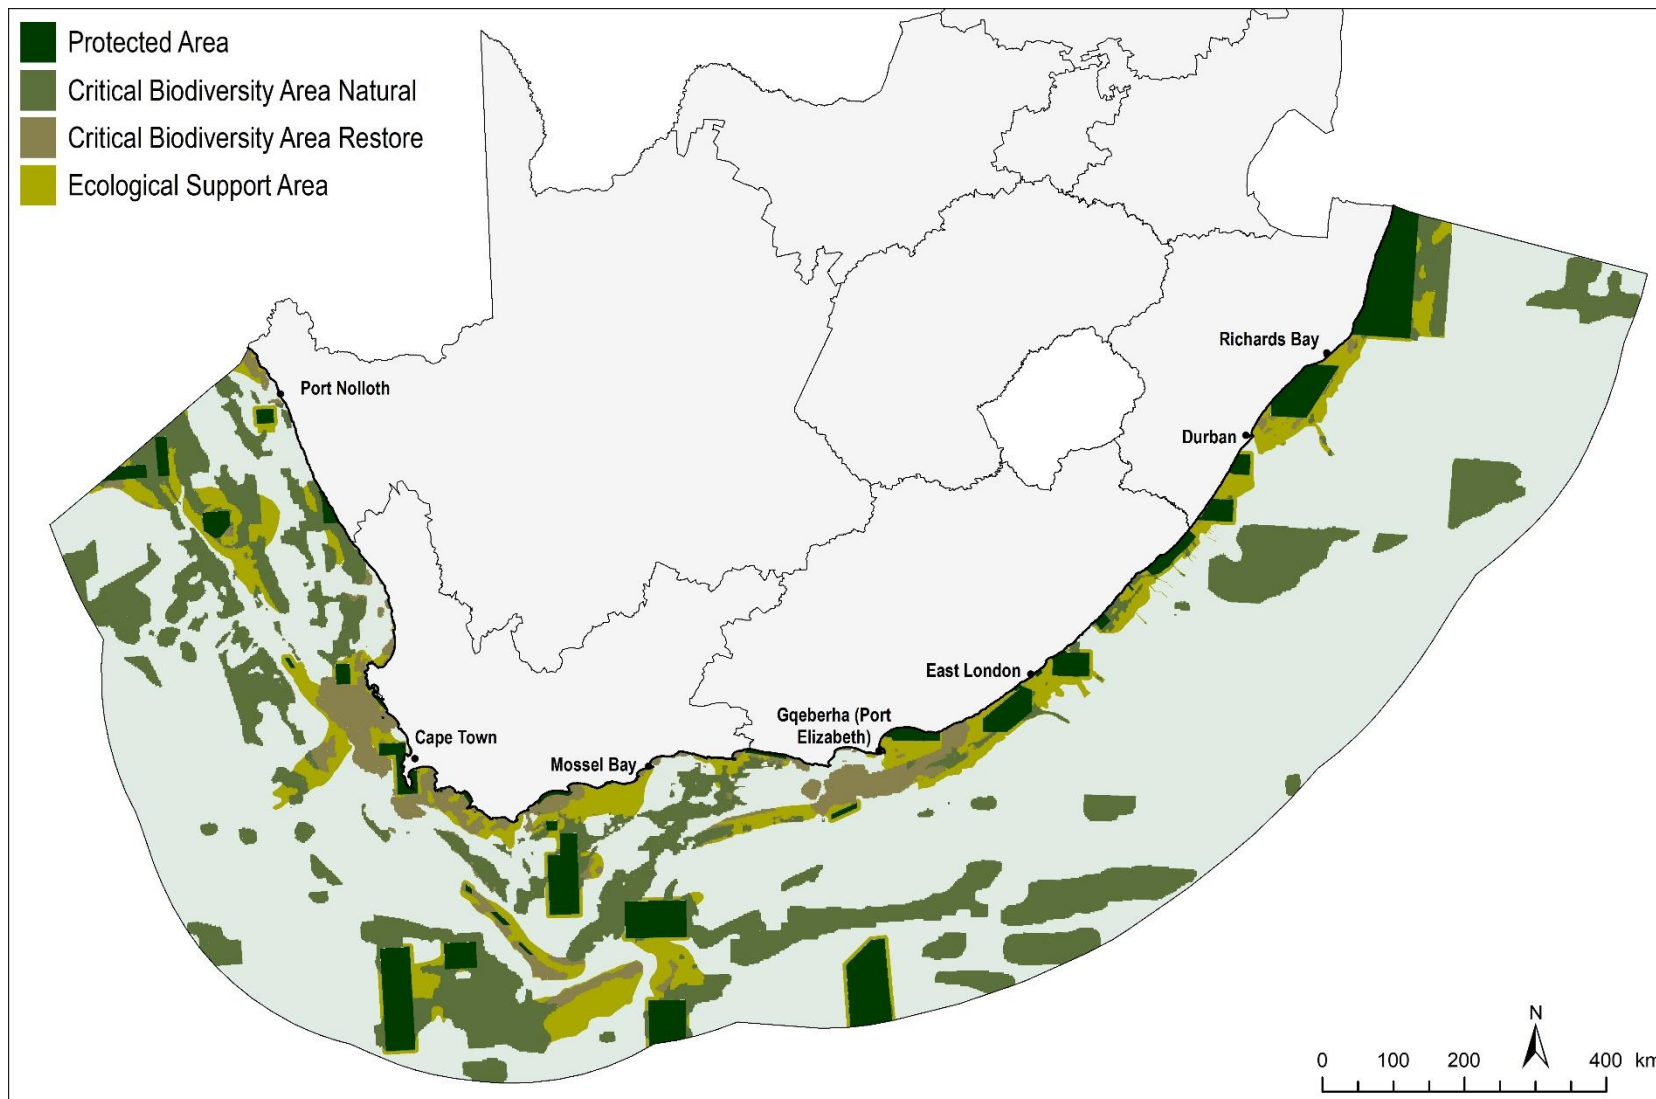 Protected Area
Critical Biodiversity Area Natural
Critical Biodiversity Area Restore
Ecological Support Area
Richards Bay
Port Nolloth
Durban
East London
Gqeberha (Port
Elizabeth)
Cape Town
Mossel Bay
N
0 100 200 400 km